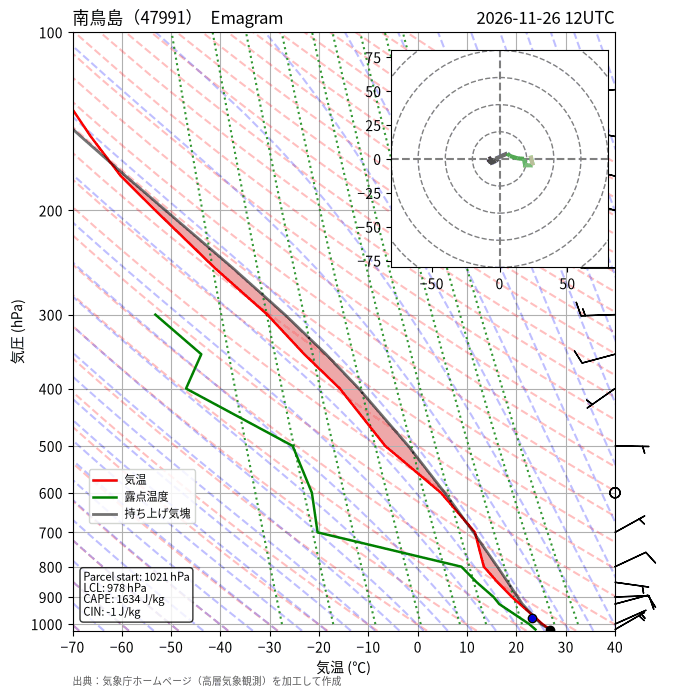 南鳥島（47991） Emagram
2026-11-26 12UTC
100
200
300
400
500
600
700
800
900
1000
気圧 (hPa)
75
50
25
0
−25
−50
−75
−50
0
50
気温
露点温度
持ち上げ気塊
Parcel start: 1021 hPa
LCL: 978 hPa
CAPE: 1634 J/kg
CIN: -1 J/kg
−70
−60
−50
−40
−30
−20
−10
0
10
20
30
40
気温 (°C)
出典：気象庁ホームページ（高層気象観測）を加工して作成